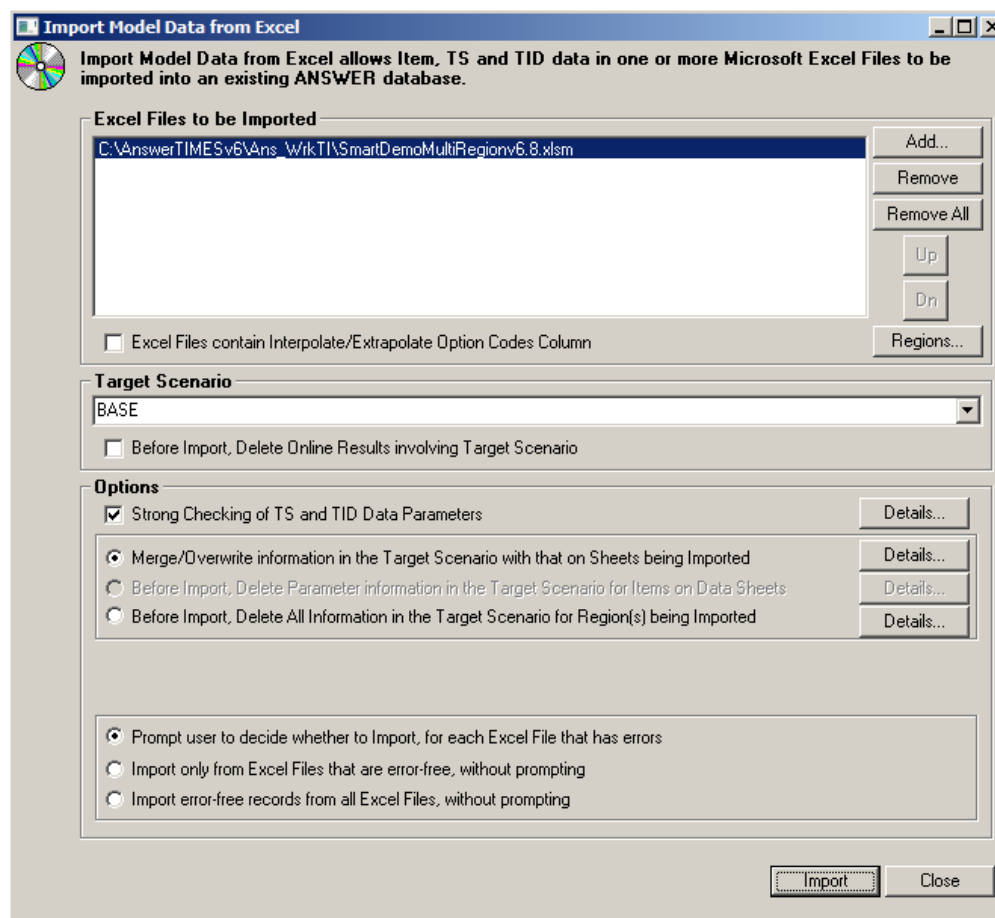 Import Model Data from Excel
Import Model Data from Excel allows Item, TS and TID data in one or more Microsoft Excel Files to be
imported into an existing ANSWER database.
Excel Files to be Imported
C:\AnswerTIMESv6\Ans_WrkTI\SmartDemoMultiRegionv6.8.xlsm
Add...
Remove
Remove All
Up
Dn
Excel Files contain Interpolate/Extrapolate Option Codes Column
Regions...
Target Scenario
BASE
Before Import, Delete Online Results involving Target Scenario
Options
Strong Checking of TS and TID Data Parameters
Details...
Merge/Overwrite information in the Target Scenario with that on Sheets being Imported
Details...
Before Import, Delete Parameter information in the Target Scenario for Items on Data Sheets
Details...
Before Import, Delete All Information in the Target Scenario for Region(s) being Imported
Details...
Prompt user to decide whether to Import, for each Excel File that has errors
Import only from Excel Files that are error-free, without prompting
Import error-free records from all Excel Files, without prompting
Import
Close